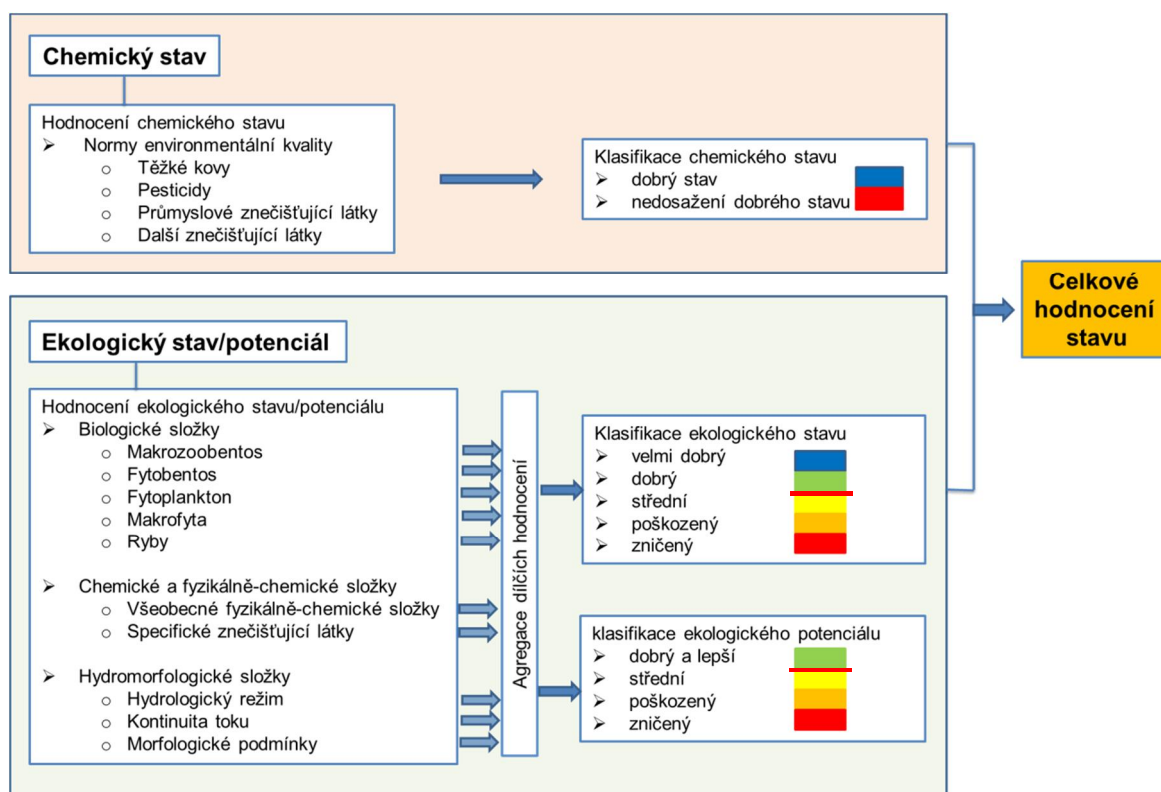 Chemický stav
Hodnocení chemického stavu
➢ Normy environmentální kvality
o Těžké kovy
o Pesticidy
o Průmyslové znečišťující látky
o Další znečišťující látky
Klasifikace chemického stavu
➢ dobrý stav
➢ nedosažení dobrého stavu
Ekologický stav/potenciál
Hodnocení ekologického stavu/potenciálu
➢ Biologické složky
o Makrozoobentos
o Fytobentos
o Fytoplankton
o Makrofyta
o Ryby
➢ Chemické a fyzikálně-chemické složky
o Všeobecné fyzikálně-chemické složky
o Specifické znečišťující látky
➢ Hydromorfologické složky
o Hydrologický režim
o Kontinuita toku
o Morfologické podmínky
Agregace dílčích hodnocení
Klasifikace ekologického stavu
➢ velmi dobrý
➢ dobrý
➢ střední
➢ poškozený
➢ zničený
klasifikace ekologického potenciálu
➢ dobrý a lepší
➢ střední
➢ poškozený
➢ zničený
Celkové
hodnocení
stavu